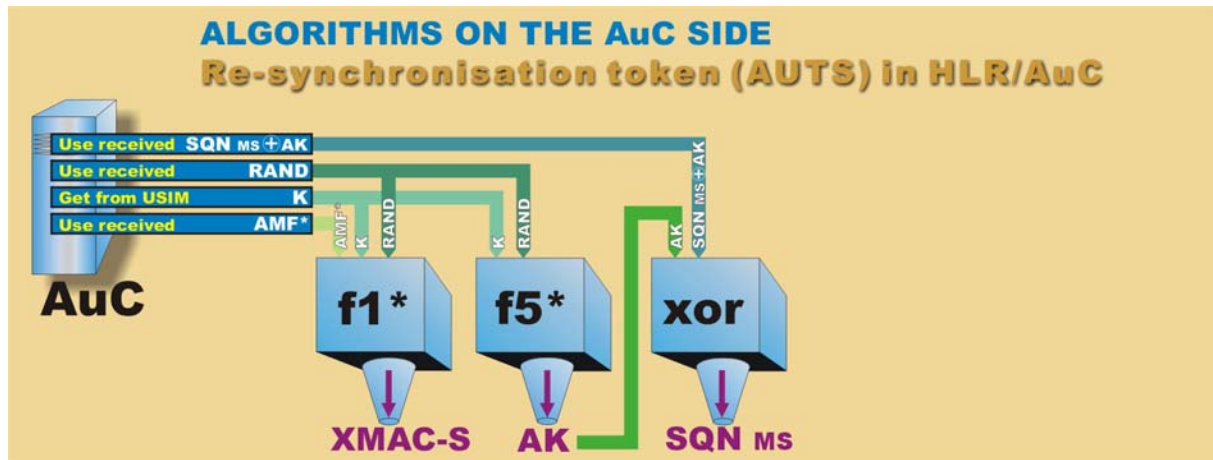 ALGORITHMS ON THE AuC SIDE
Re-synchronisation token (AUTS) in HLR/AuC
Use received SQN MS⊕AK
Use received RAND
Get from USIM K
Use received AMF*
AMF*
K
RAND
K
RAND
AK
SQN MS+AK
AuC
f1*
f5*
xor
XMAC-S
AK
SQN MS